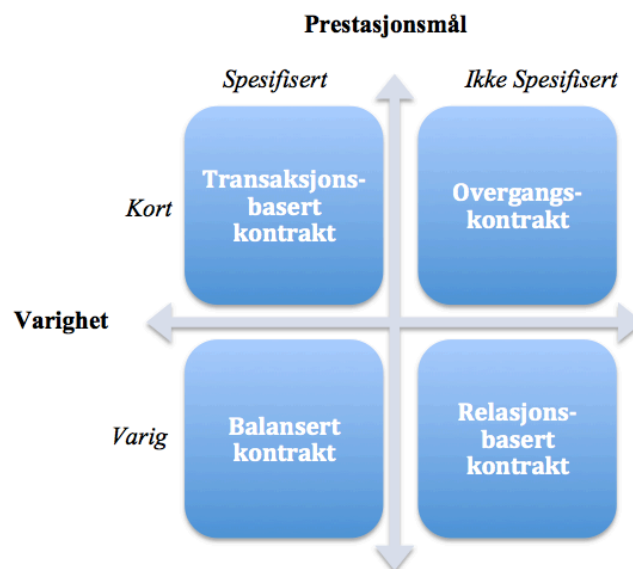 Prestasjonsmål
Spesifisert
Ikke Spesifisert
Kort
Transaksjons-
basert
kontrakt
Overgangs-
kontrakt
Varighet
Varig
Balansert
kontrakt
Relasjons-
basert
kontrakt